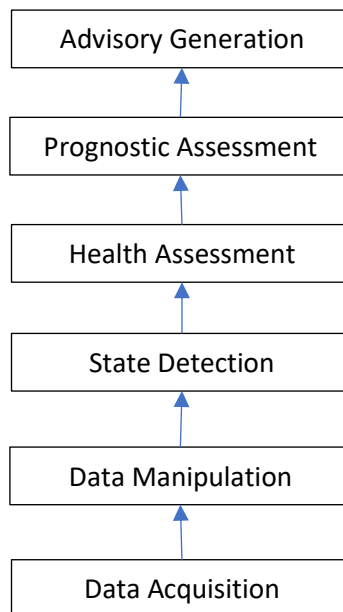 Advisory Generation
Prognostic Assessment
Health Assessment
State Detection
Data Manipulation
Data Acquisition